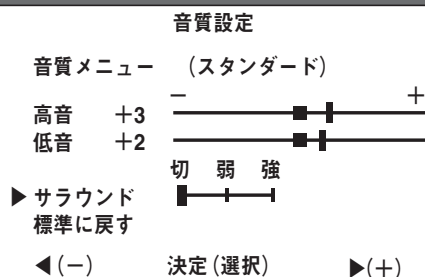 音質設定
音質メニュー (スタンダード)
− +
高音 +3
低音 +2
切 弱 強
▶ サラウンド
標準に戻す
◀(−) 決定(選択) ▶(+)